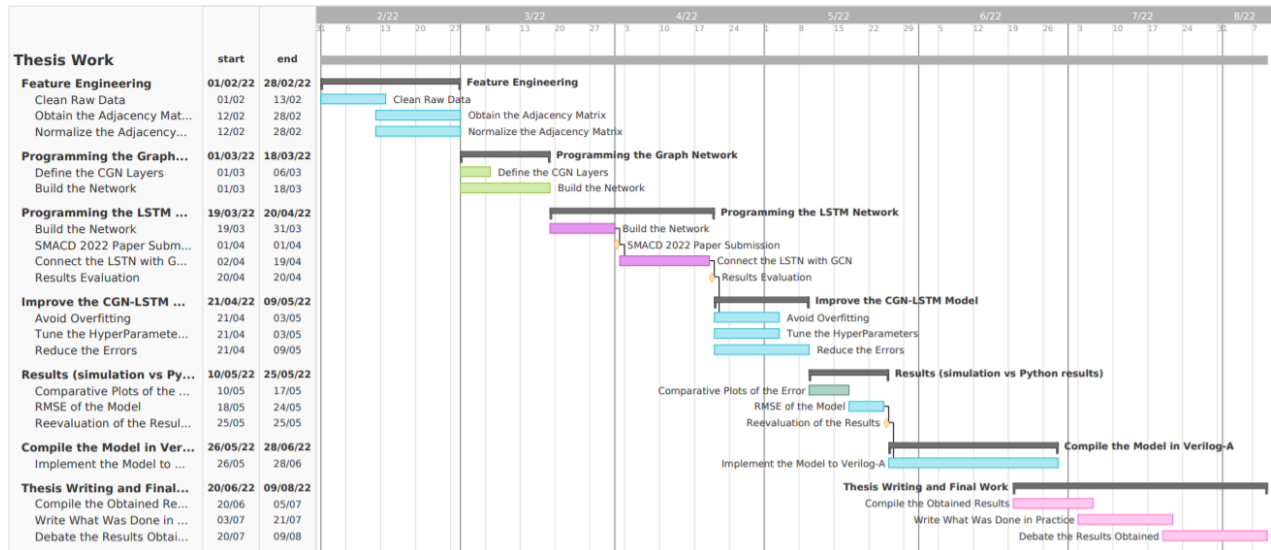 2/22 3/22 4/22 5/22 6/22 7/22 8/22
31 6 13 20 27 6 13 20 27 3 10 17 24 1 8 15 22 29 5 12 19 26 3 10 17 24 31 7
Thesis Work start end
Feature Engineering 01/02/22 28/02/22 Feature Engineering
Clean Raw Data 01/02 13/02 Clean Raw Data
Obtain the Adjacency Mat... 12/02 28/02 Obtain the Adjacency Matrix
Normalize the Adjacency... 12/02 28/02 Normalize the Adjacency Matrix
Programming the Graph... 01/03/22 18/03/22 Programming the Graph Network
Define the CGN Layers 01/03 06/03 Define the CGN Layers
Build the Network 01/03 18/03 Build the Network
Programming the LSTM ... 19/03/22 20/04/22 Programming the LSTM Network
Build the Network 19/03 31/03 Build the Network
SMACD 2022 Paper Subm... 01/04 01/04 SMACD 2022 Paper Submission
Connect the LSTN with G... 02/04 19/04 Connect the LSTN with GCN
Results Evaluation 20/04 20/04 Results Evaluation
Improve the CGN-LSTM ... 21/04/22 09/05/22 Improve the CGN-LSTM Model
Avoid Overfitting 21/04 03/05 Avoid Overfitting
Tune the HyperParamete... 21/04 03/05 Tune the HyperParameters
Reduce the Errors 21/04 09/05 Reduce the Errors
Results (simulation vs Py... 10/05/22 25/05/22 Results (simulation vs Python results)
Comparative Plots of the ... 10/05 17/05 Comparative Plots of the Error
RMSE of the Model 18/05 24/05 RMSE of the Model
Reevaluation of the Resul... 25/05 25/05 Reevaluation of the Results
Compile the Model in Ver... 26/05/22 28/06/22 Compile the Model in Verilog-A
Implement the Model to ... 26/05 28/06 Implement the Model to Verilog-A
Thesis Writing and Final... 20/06/22 09/08/22 Thesis Writing and Final Work
Compile the Obtained Re... 20/06 05/07 Compile the Obtained Results
Write What Was Done in ... 03/07 21/07 Write What Was Done in Practice
Debate the Results Obtai... 20/07 09/08 Debate the Results Obtained